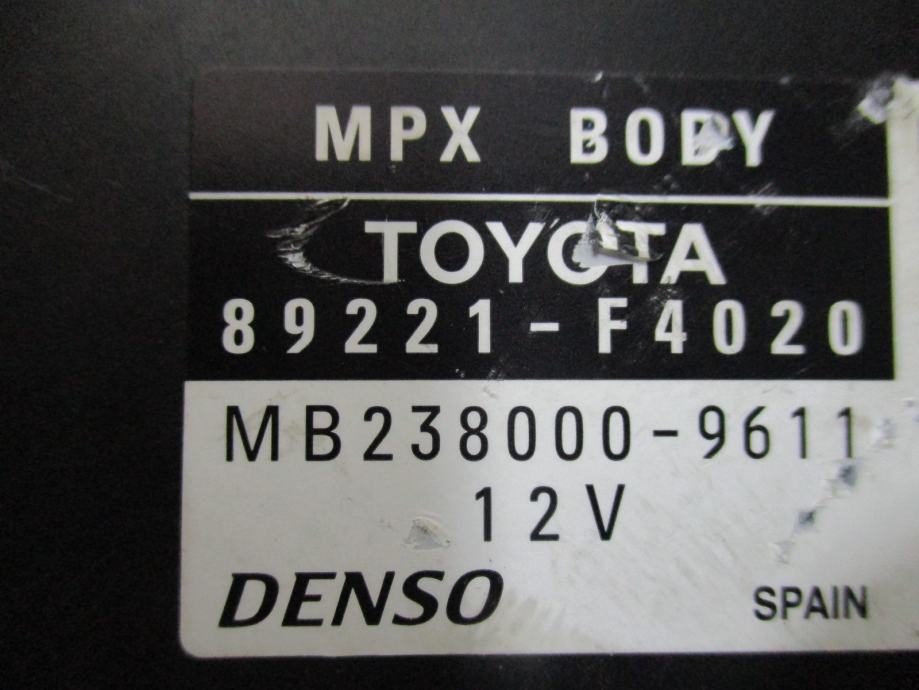 MPX BODY
TOYOTA
89221-F4020
MB238000-9611
12V
DENSO
SPAIN